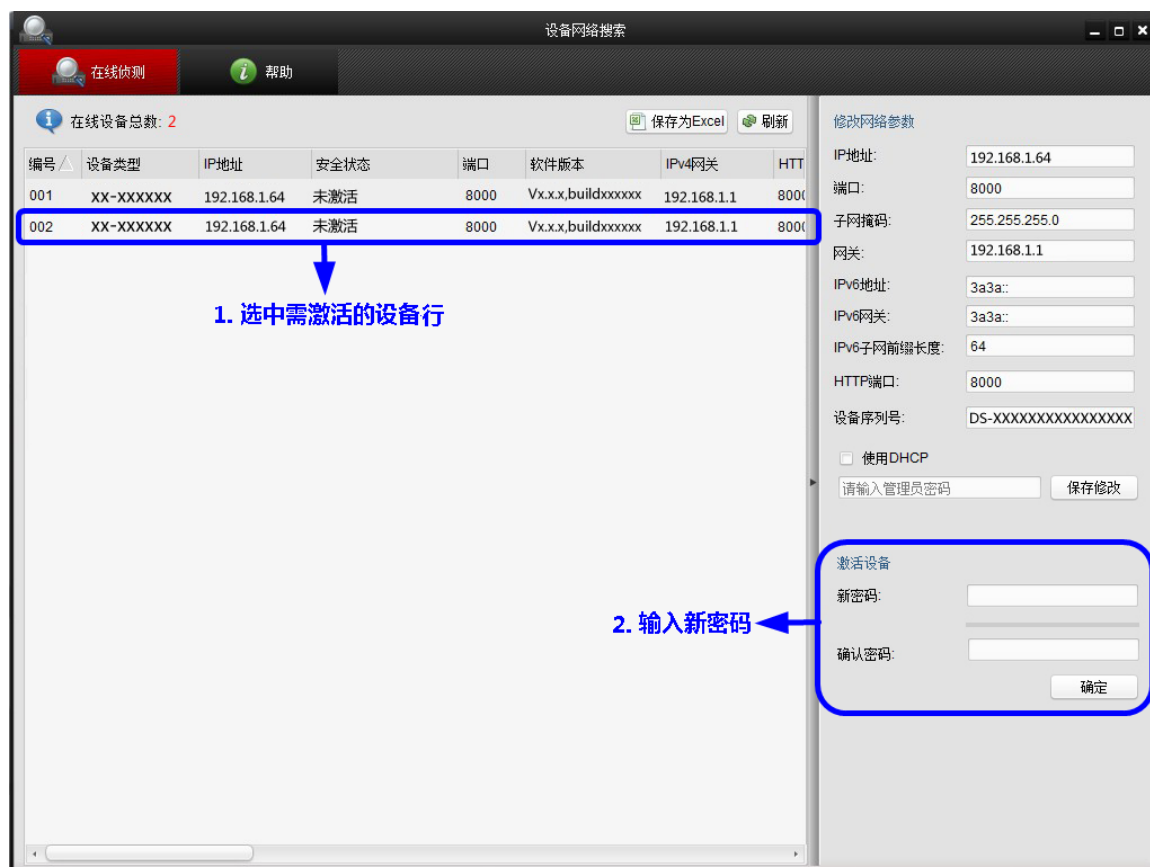 设备网络搜索
在线侦测 帮助
在线设备总数: 2 保存为Excel 刷新
编号 设备类型 IP地址 安全状态 端口 软件版本 IPv4网关 HTT
001 XX-XXXXXX 192.168.1.64 未激活 8000 Vx.x.x,buildxxxxxx 192.168.1.1 800
002 XX-XXXXXX 192.168.1.64 未激活 8000 Vx.x.x,buildxxxxxx 192.168.1.1 800
1. 选中需激活的设备行
2. 输入新密码
修改网络参数
IP地址: 192.168.1.64
端口: 8000
子网掩码: 255.255.255.0
网关: 192.168.1.1
IPv6地址: 3a3a::
IPv6网关: 3a3a::
IPv6子网前缀长度: 64
HTTP端口: 8000
设备序列号: DS-XXXXXXXXXXXXXXXX
使用DHCP
请输入管理员密码 保存修改
激活设备
新密码:
确认密码:
确定